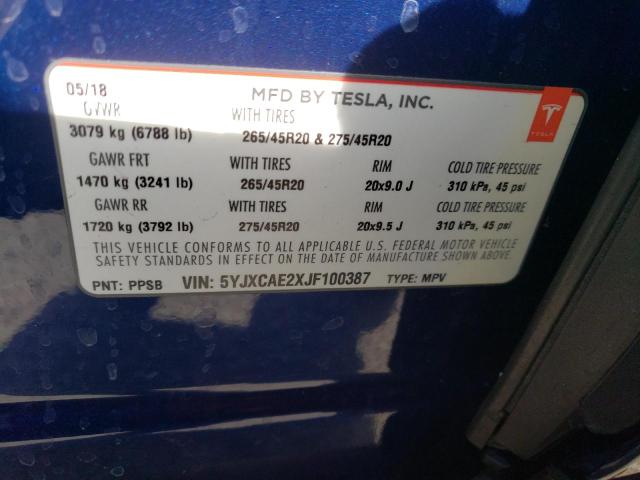 05/18 MFD BY TESLA, INC.
GVWR WITH TIRES
3079 kg (6788 lb) 265/45R20 & 275/45R20
TESLA
GAWR FRT WITH TIRES RIM COLD TIRE PRESSURE
1470 kg (3241 lb) 265/45R20 20x9.0 J 310 kPa, 45 psi
GAWR RR WITH TIRES RIM COLD TIRE PRESSURE
1720 kg (3792 lb) 275/45R20 20x9.5 J 310 kPa, 45 psi
THIS VEHICLE CONFORMS TO ALL APPLICABLE U.S. FEDERAL MOTOR VEHICLE
SAFETY STANDARDS IN EFFECT ON THE DATE OF MANUFACTURE SHOWN ABOVE.
PNT: PPSB VIN: 5YJXCAE2XJF100387 TYPE: MPV